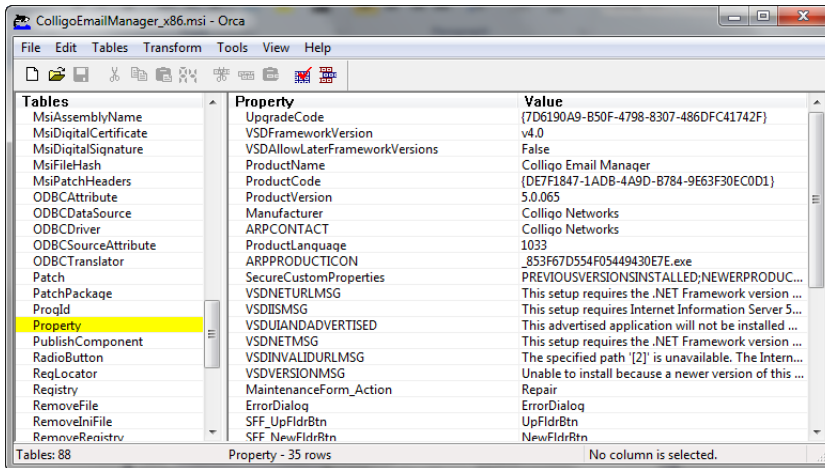 ColligoEmailManager_x86.msi - Orca
File Edit Tables Transform Tools View Help
Tables
MsiAssemblyName
MsiDigitalCertificate
MsiDigitalSignature
MsiFileHash
MsiPatchHeaders
ODBCAttribute
ODBCDataSource
ODBCDriver
ODBCSourceAttribute
ODBCTranslator
Patch
PatchPackage
ProgId
Property
PublishComponent
RadioButton
RegLocator
Registry
RemoveFile
RemoveIniFile
RemoveRegistry
Property Value
UpgradeCode {7D6190A9-B50F-4798-8307-486DFC41742F}
VSDFrameworkVersion v4.0
VSDAllowLaterFrameworkVersions False
ProductName Colligo Email Manager
ProductCode {DE7F1847-1ADB-4A9D-B784-9E63F30EC0D1}
ProductVersion 5.0.065
Manufacturer Colligo Networks
ARPCONTACT Colligo Networks
ProductLanguage 1033
ARPPRODUCTICON _853F67D554F05449430E7E.exe
SecureCustomProperties PREVIOUSVERSIONSINSTALLED;NEWERPRODUC...
VSDNETURLMSG This setup requires the .NET Framework version ...
VSDIISMSG This setup requires Internet Information Server 5...
VSDUIANDADVERTISED This advertised application will not be installed ...
VSDNETMSG This setup requires the .NET Framework version ...
VSDINVALIDURLMSG The specified path '[2]' is unavailable. The Intern...
VSDVERSIONMSG Unable to install because a newer version of this ...
MaintenanceForm_Action Repair
ErrorDialog ErrorDialog
SFF_UpFldrBtn UpFldrBtn
SFF_NewFldrBtn NewFldrBtn
Tables: 88 Property - 35 rows No column is selected.